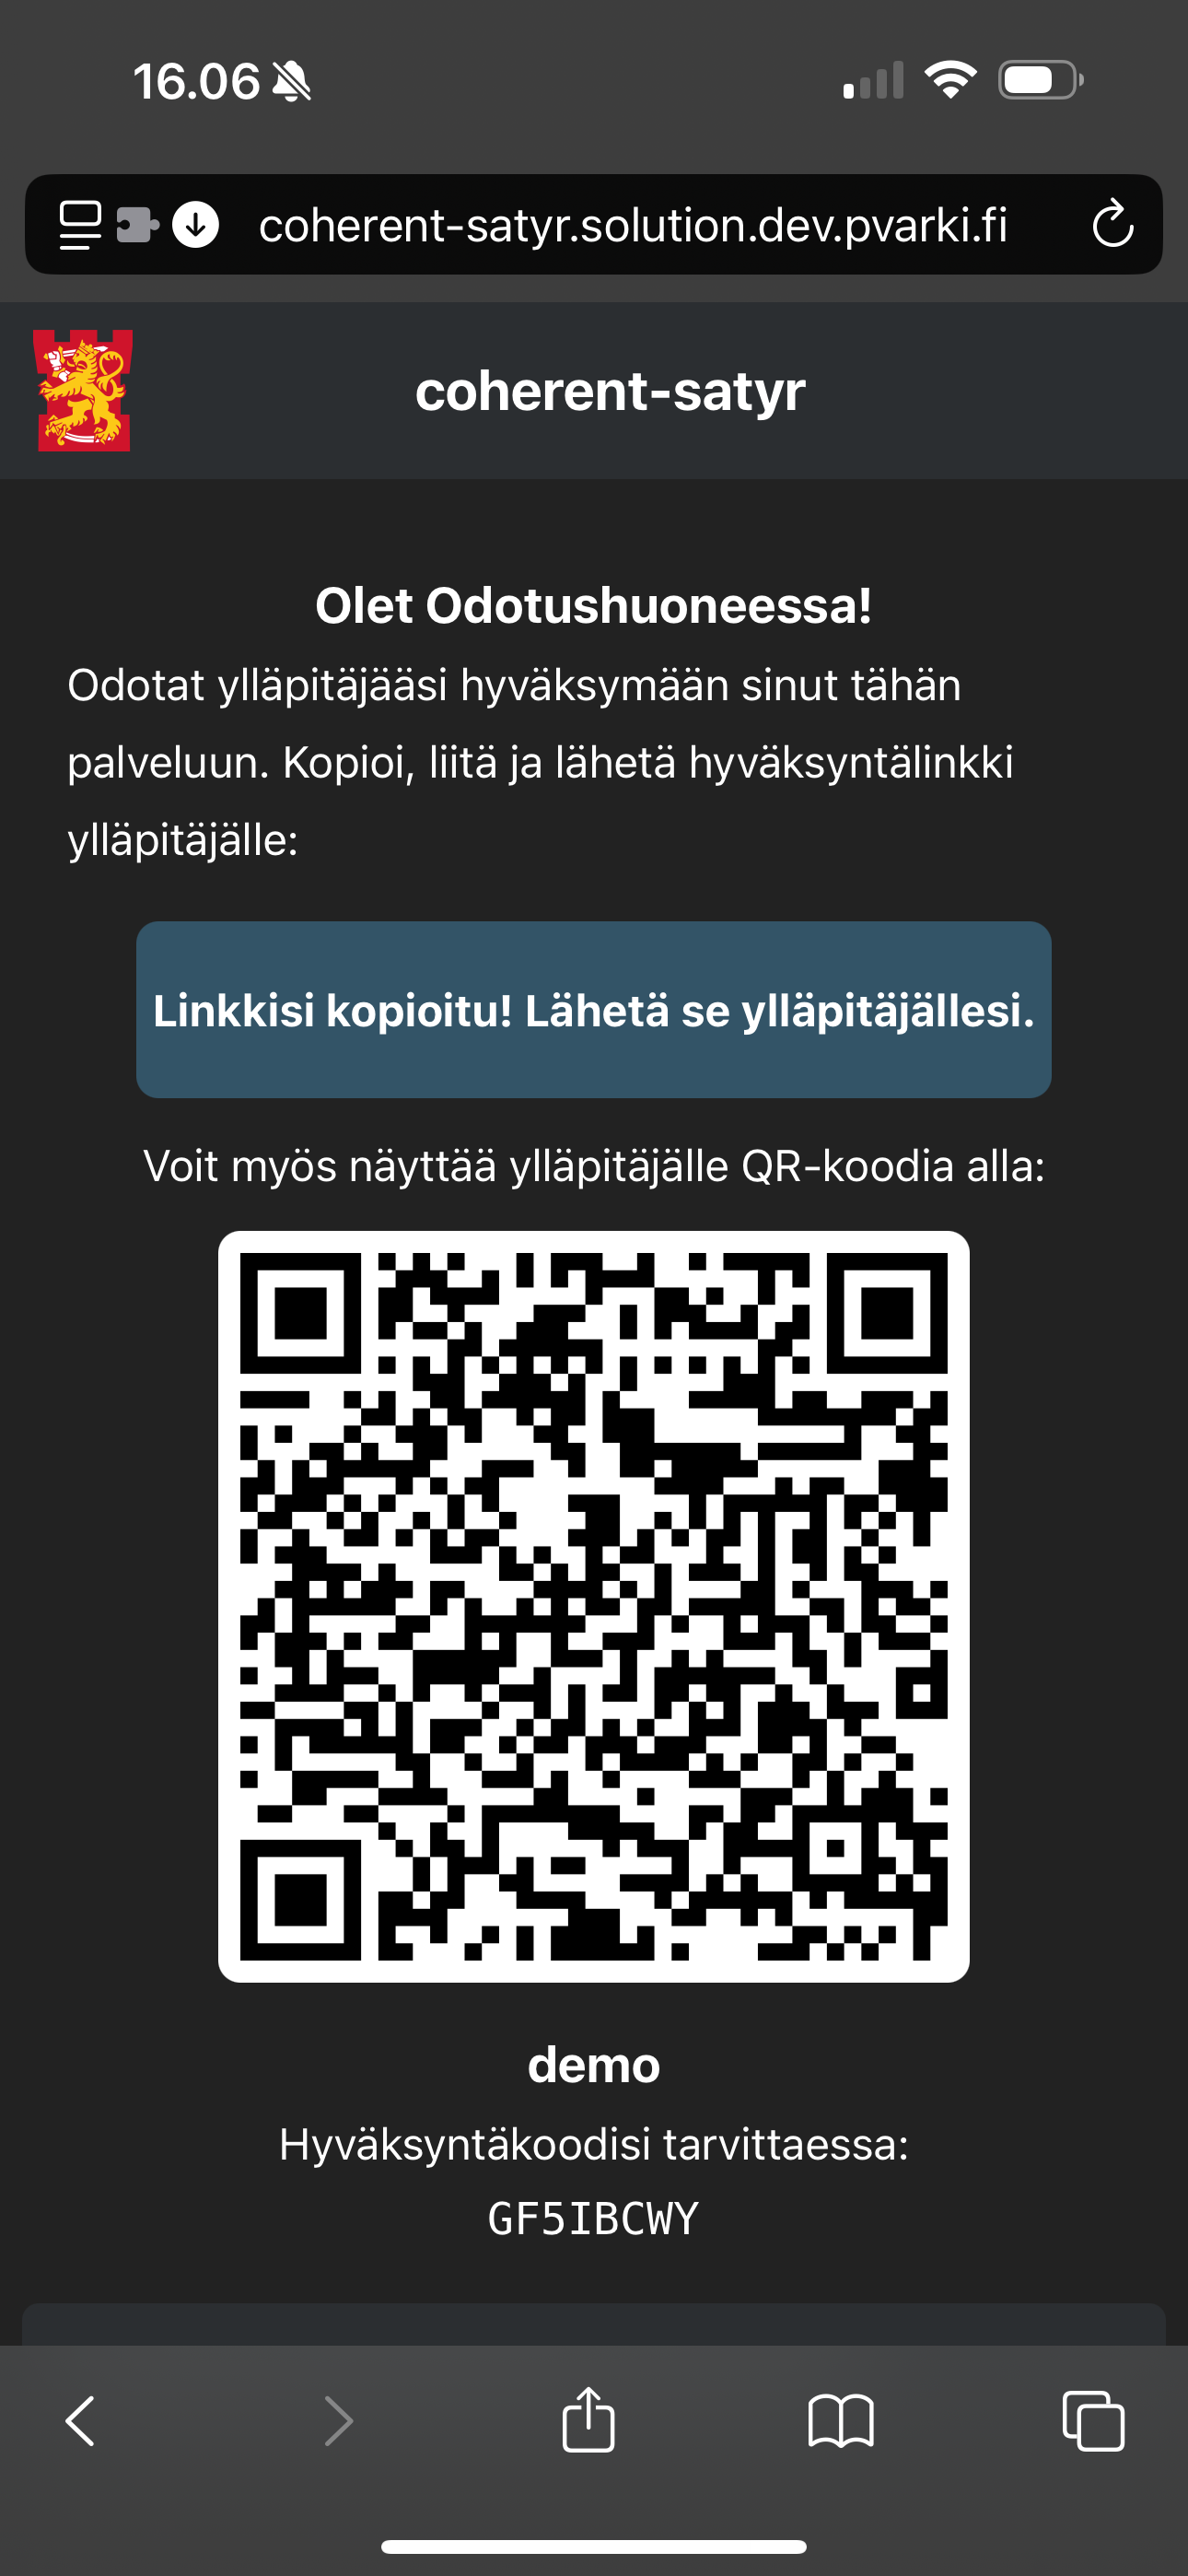 16.06
coherent-satyr.solution.dev.pvarki.fi
coherent-satyr
Olet Odotushuoneessa!
Odotat ylläpitäjääsi hyväksymään sinut tähän
palveluun. Kopioi, liitä ja lähetä hyväksyntälinkki
ylläpitäjälle:
Linkkisi kopioitu! Lähetä se ylläpitäjällesi.
Voit myös näyttää ylläpitäjälle QR-koodia alla:
demo
Hyväksyntäkoodisi tarvittaessa:
GF5IBCWY